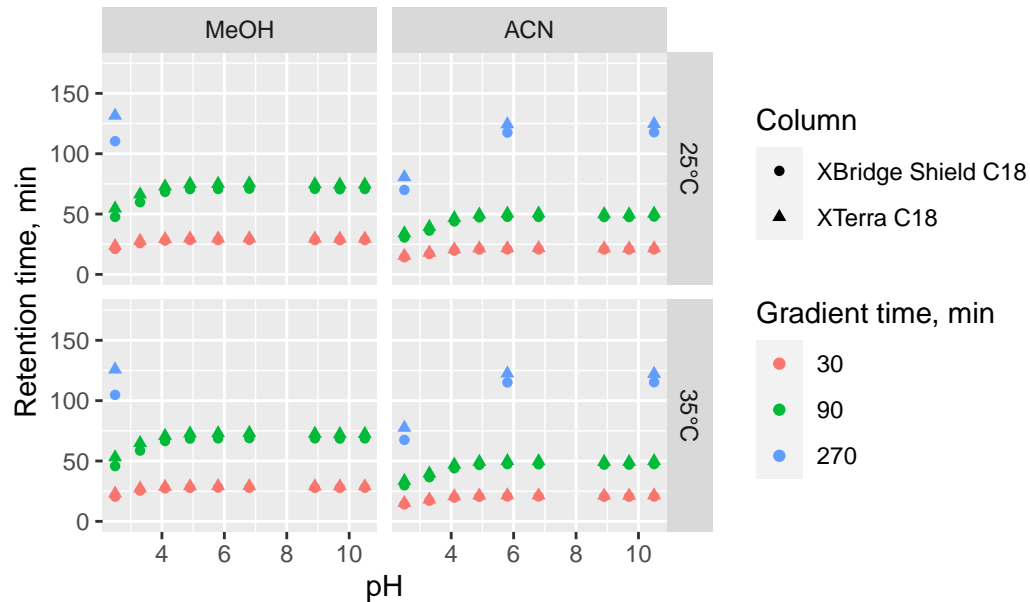 MeOH
ACN
150
100
50
0
25°C
150
100
50
0
35°C
4 6 8 10
4 6 8 10
pH
Retention time, min
Column
XBridge Shield C18
XTerra C18
Gradient time, min
30
90
270